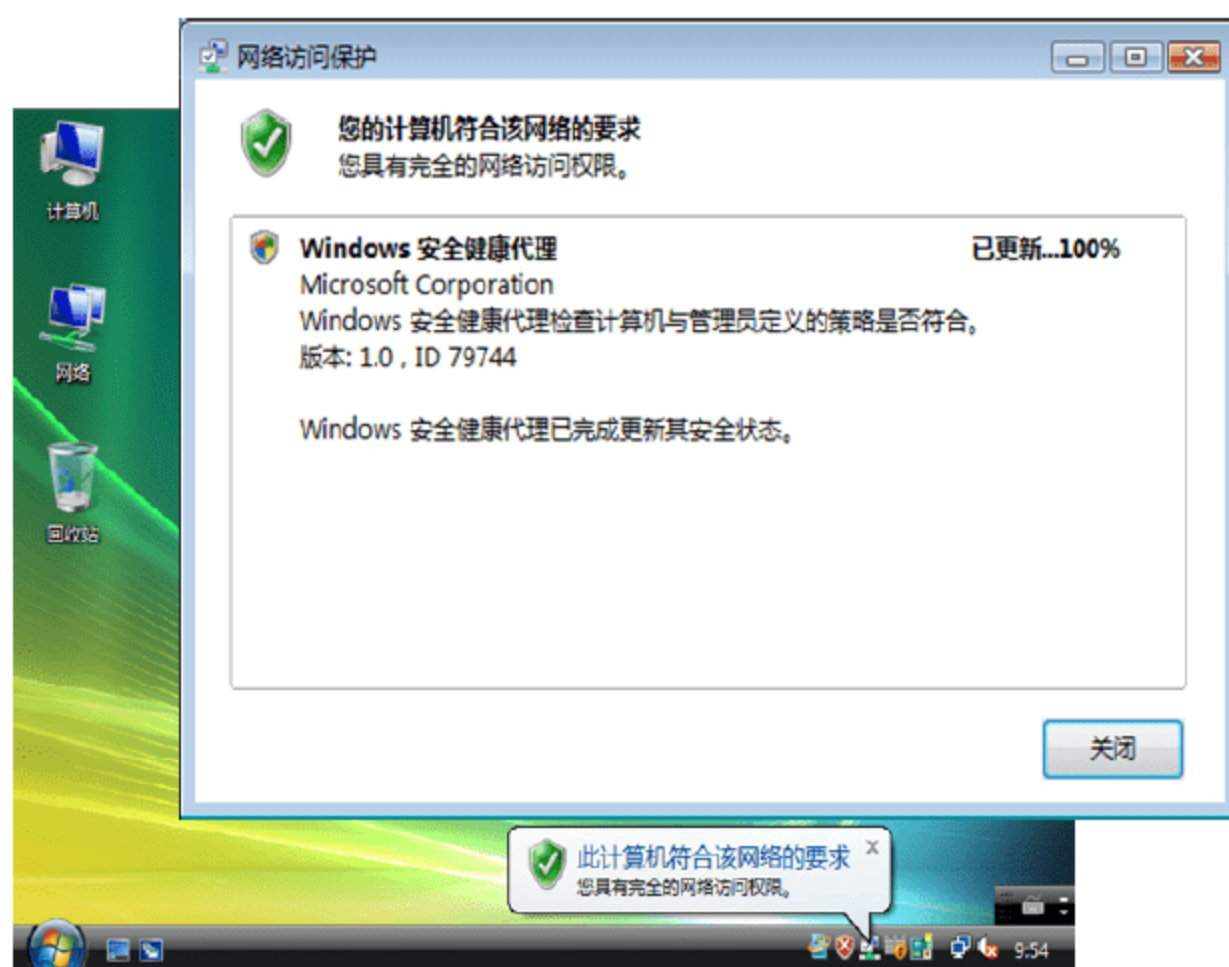 网络访问保护
您的计算机符合该网络的要求
您具有完全的网络访问权限。
Windows 安全健康代理 已更新...100%
Microsoft Corporation
Windows 安全健康代理检查计算机与管理员定义的策略是否符合。
版本: 1.0 , ID 79744
Windows 安全健康代理已完成更新其安全状态。
关闭
计算机
网络
回收站
此计算机符合该网络的要求
您具有完全的网络访问权限。
9:54